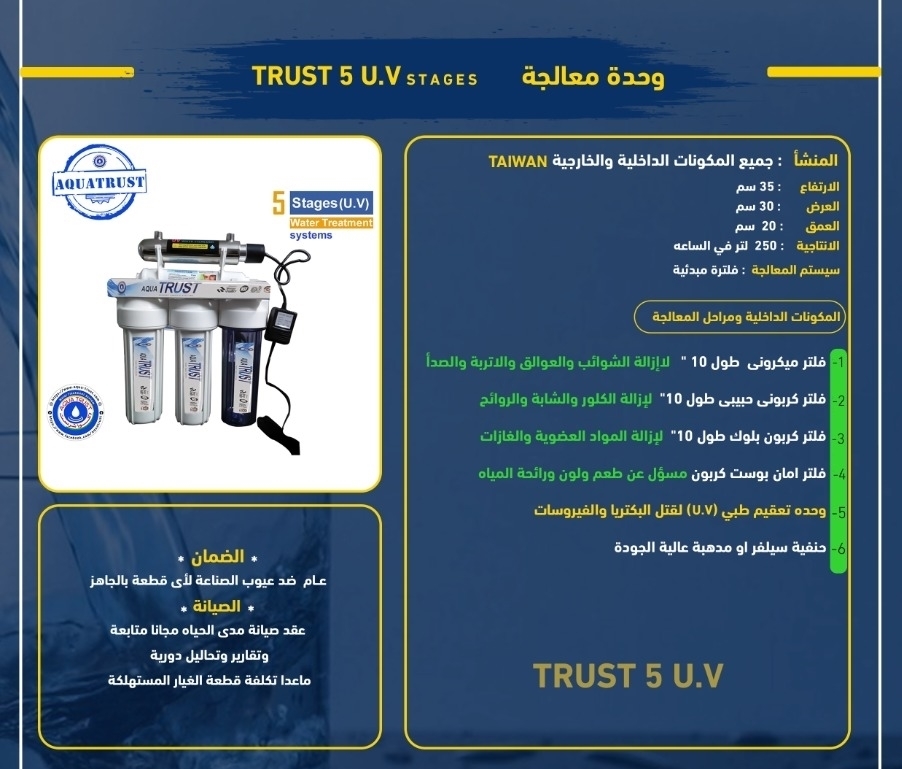 وحدة معالجة TRUST 5 U.V STAGES
AQUATRUST
5 Stages(U.V)
Water Treatment
systems
AQUA TRUST
المنشأ : جميع المكونات الداخلية والخارجية TAIWAN
الارتفاع : 35 سم
العرض : 30 سم
العمق : 20 سم
الانتاجية : 250 لتر في الساعه
سيستم المعالجة : فلترة مبدئية
المكونات الداخلية ومراحل المعالجة
1- فلتر ميكرونى طول 10 " لإزالة الشوائب والعوالق والاتربة والصدأ
2- فلتر كربونى حبيبى طول 10" لإزالة الكلور والشابة والروائح
3- فلتر كربون بلوك طول 10" لإزالة المواد العضوية والغازات
4- فلتر امان بوست كربون مسؤل عن طعم ولون ورائحة المياه
5- وحده تعقيم طبي (U.V) لقتل البكتريا والفيروسات
6- حنفية سيلفر او مدهبة عالية الجودة
TRUST 5 U.V
* الضمان *
عـام ضد عيوب الصناعة لأى قطعة بالجاهز
* الصيانة *
عقد صيانة مدى الحياه مجانا متابعة
وتقارير وتحاليل دورية
ماعدا تكلفة قطعة الغيار المستهلكة